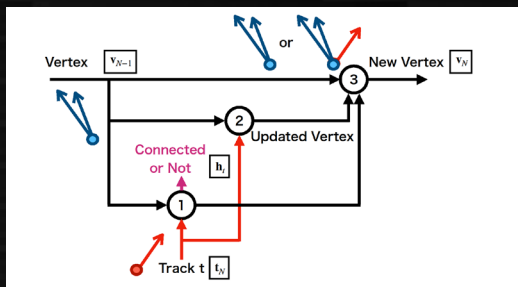 or
Vertex v_{N-1}
3
New Vertex v_N
2
Updated Vertex
Connected
or Not h_i
1
Track t t_N